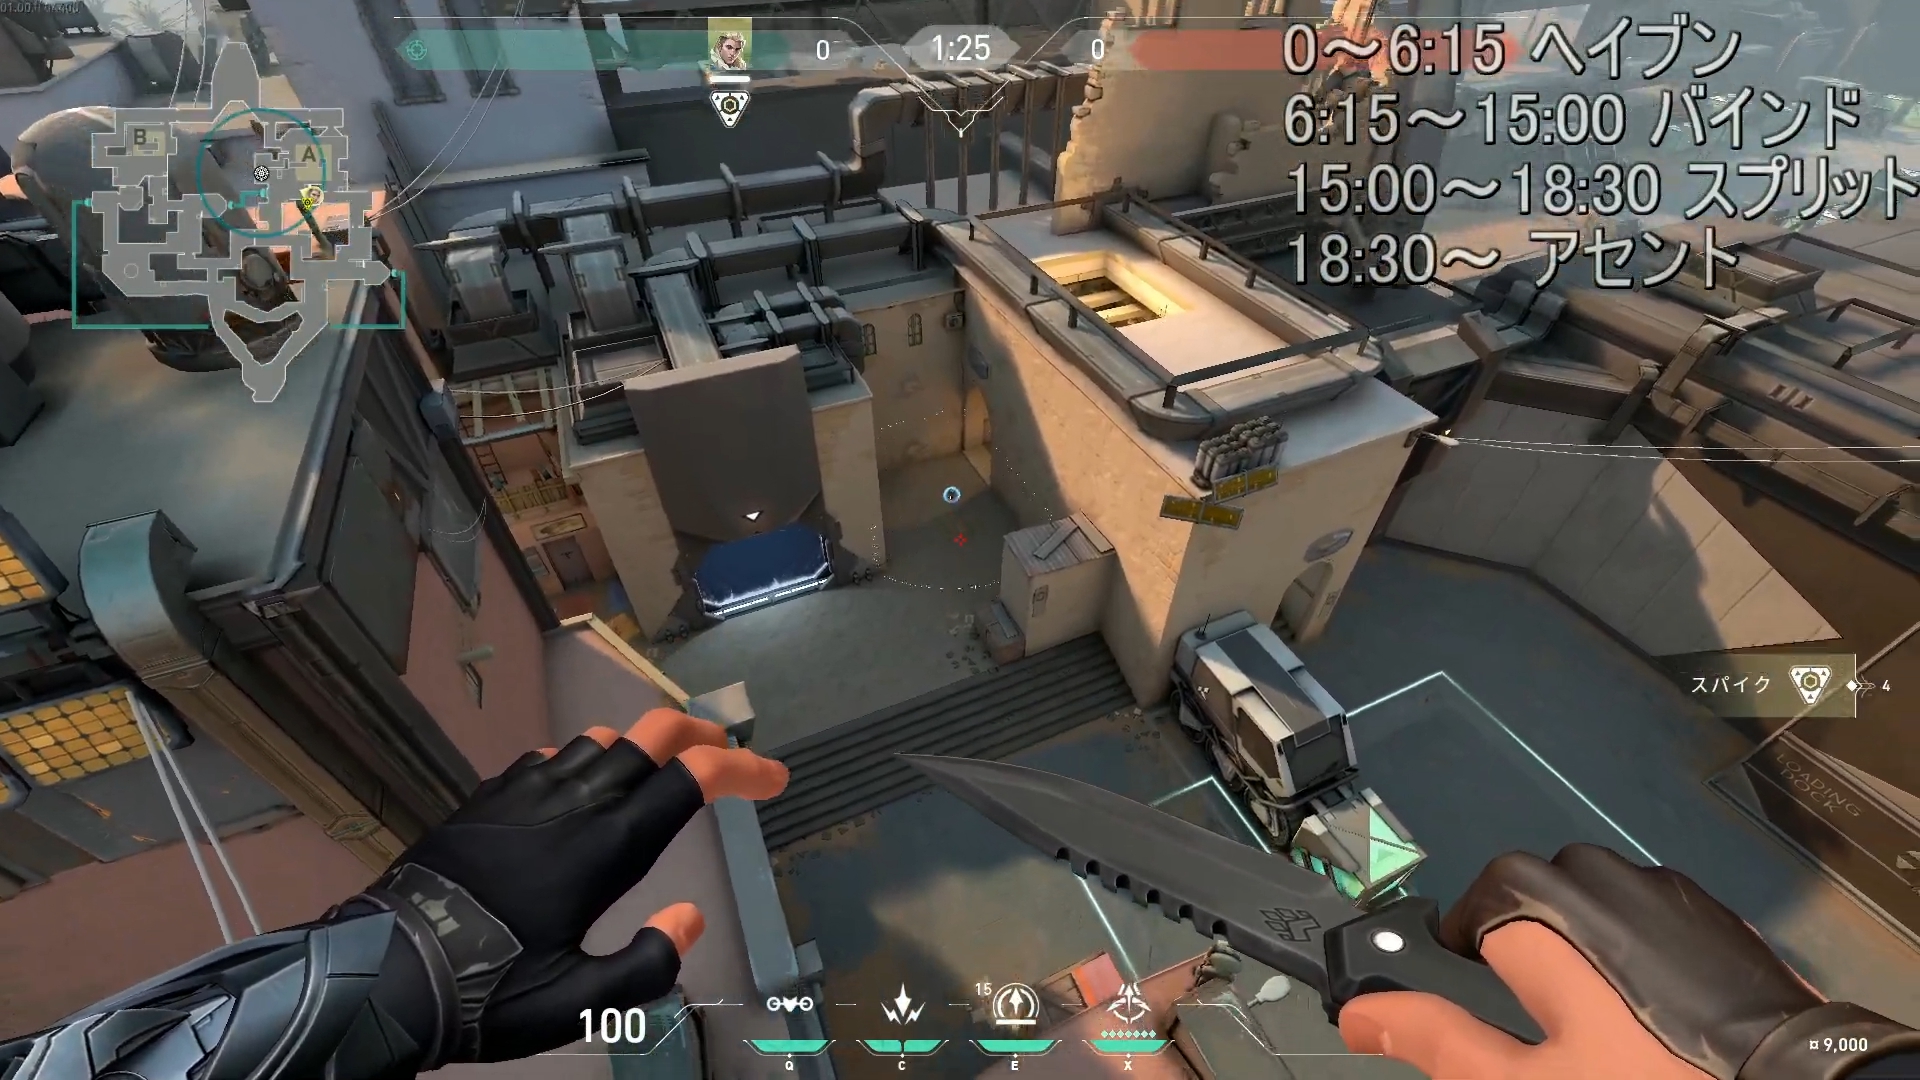 0
1:25
0
0～6:15 ヘイブン
6:15～15:00 バインド
15:00～18:30 スプリット
18:30～ アセント
B
A
スパイク
4
LOADING
DOCK
15
100
Q
C
E
X
¤ 9,000